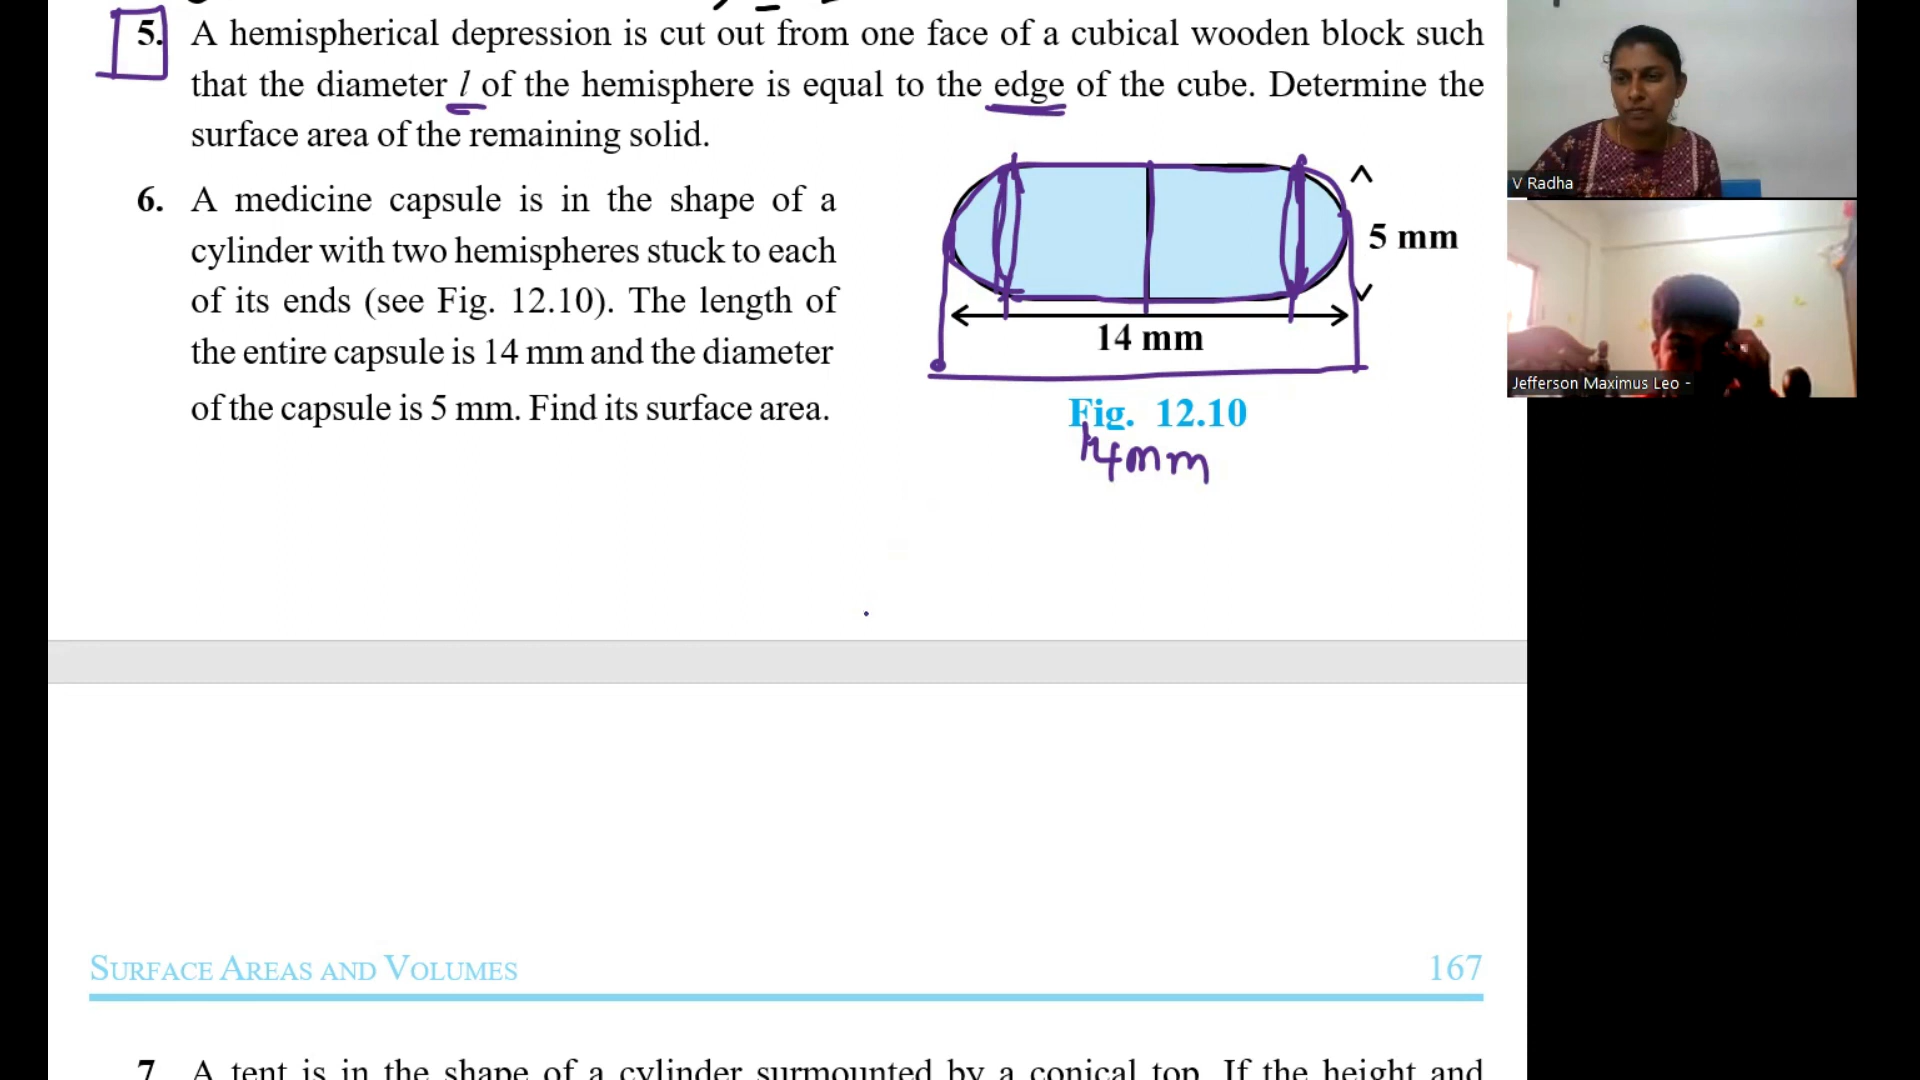 5. A hemispherical depression is cut out from one face of a cubical wooden block such
that the diameter l of the hemisphere is equal to the edge of the cube. Determine the
surface area of the remaining solid.
6. A medicine capsule is in the shape of a
cylinder with two hemispheres stuck to each
of its ends (see Fig. 12.10). The length of
the entire capsule is 14 mm and the diameter
of the capsule is 5 mm. Find its surface area.
5 mm
14 mm
Fig. 12.10
14mm
V Radha
Jefferson Maximus Leo -
SURFACE AREAS AND VOLUMES 167
7 A tent is in the shape of a cylinder surmounted by a conical top. If the height and